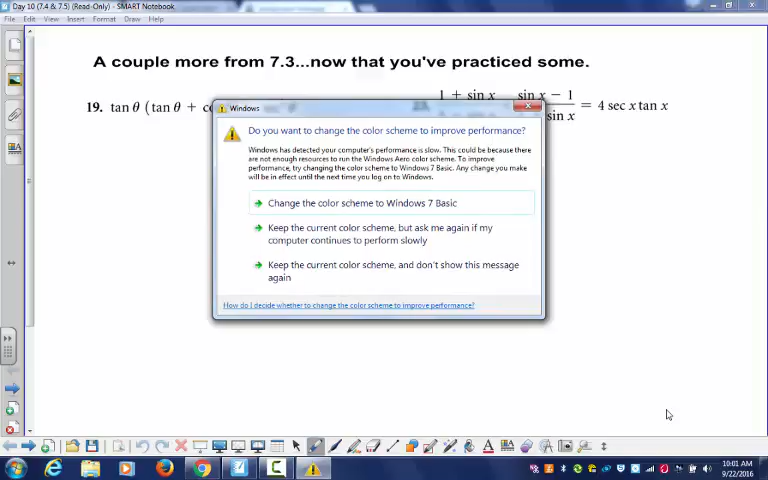 Day 10 (7.4 & 7.5) (Read-Only) - SMART Notebook
File Edit View Insert Format Draw Help
A couple more from 7.3...now that you've practiced some.
19. tan θ (tan θ + co
1 + sin x sin x − 1
sin x = 4 sec x tan x
Windows
Do you want to change the color scheme to improve performance?
Windows has detected your computer's performance is slow. This could be because there
are not enough resources to run the Windows Aero color scheme. To improve
performance, try changing the color scheme to Windows 7 Basic. Any change you make
will be in effect until the next time you log on to Windows.
Change the color scheme to Windows 7 Basic
Keep the current color scheme, but ask me again if my
computer continues to perform slowly
Keep the current color scheme, and don't show this message
again
How do I decide whether to change the color scheme to improve performance?
10:01 AM
9/22/2016